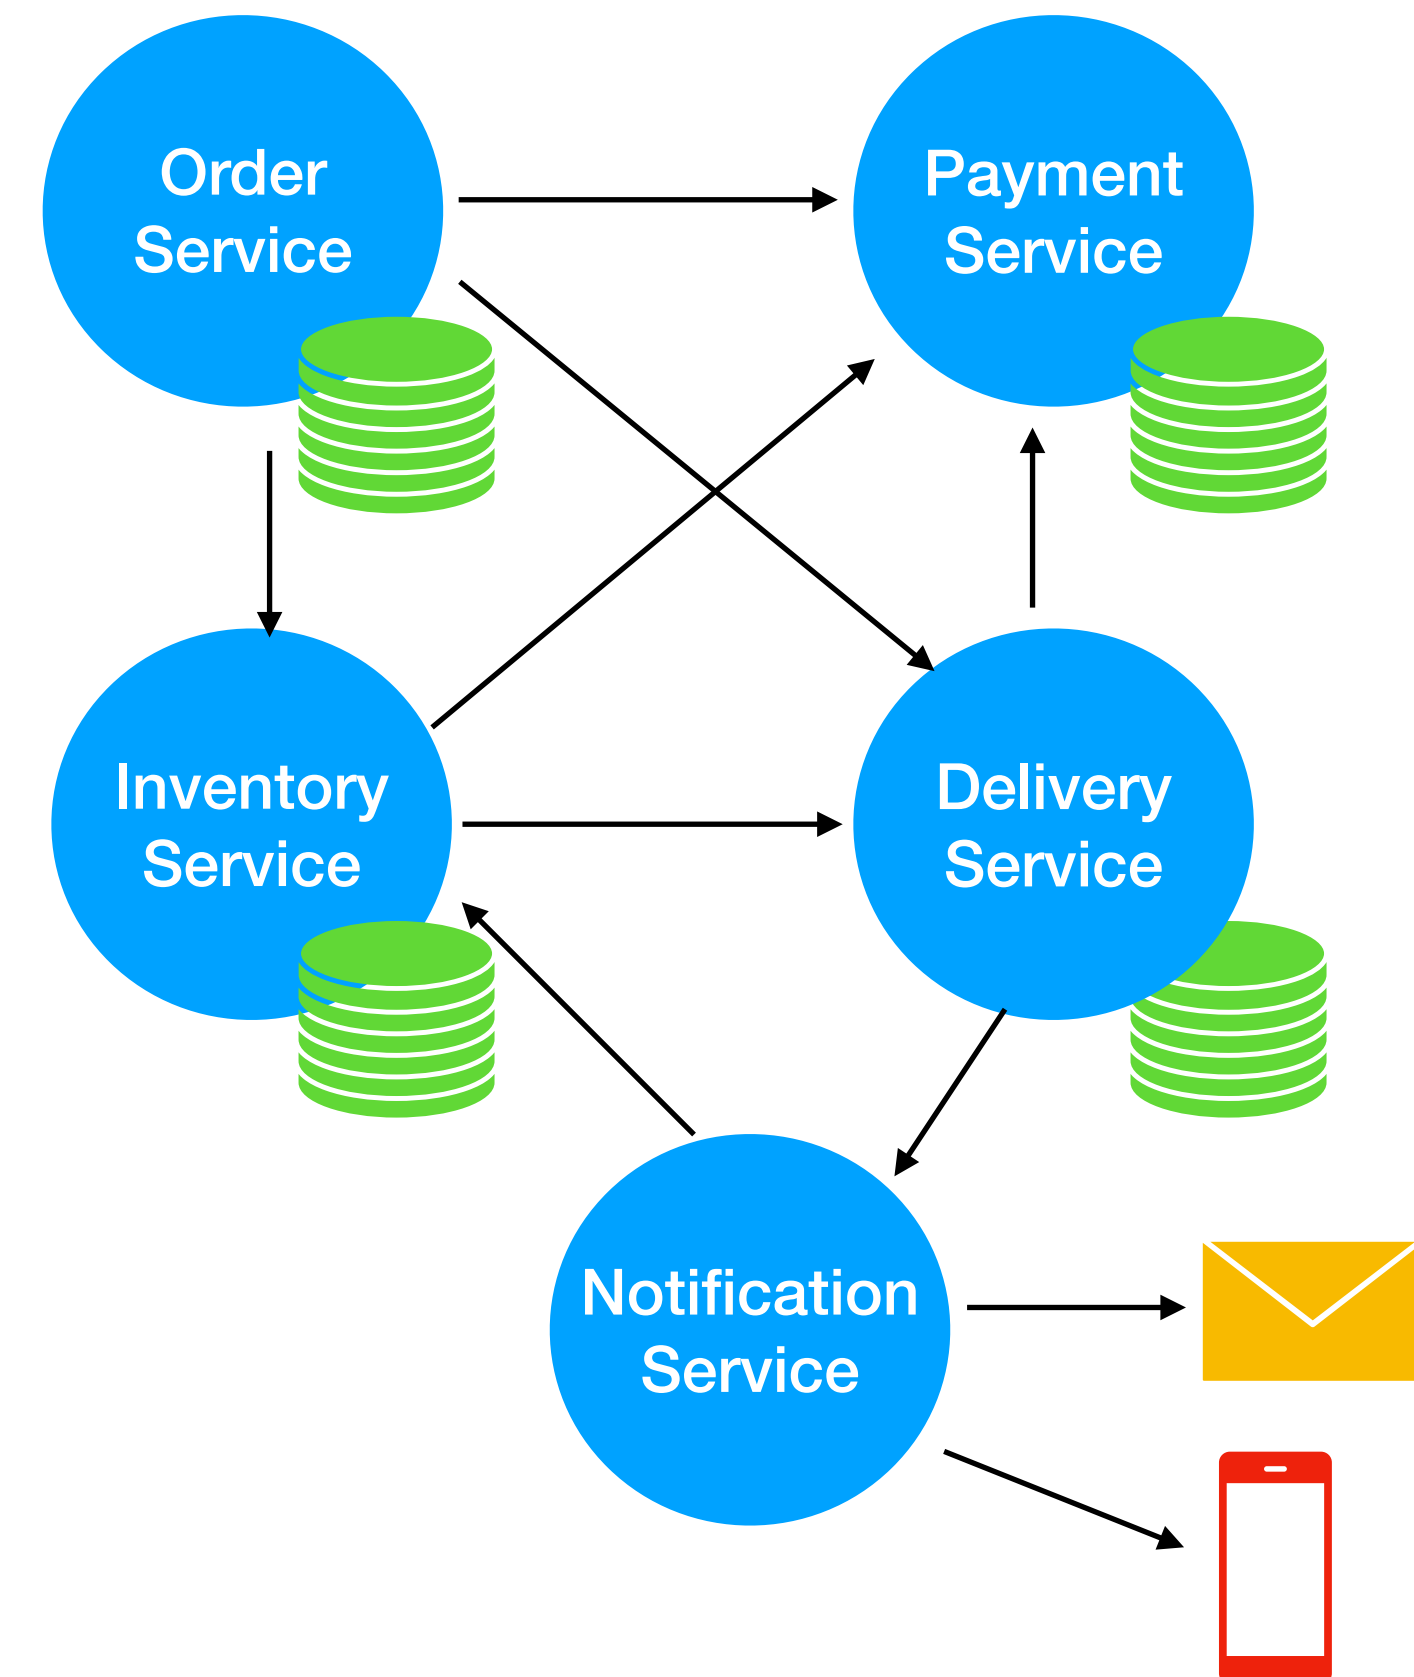 Order
Service
Payment
Service
Inventory
Service
Delivery
Service
Notification
Service